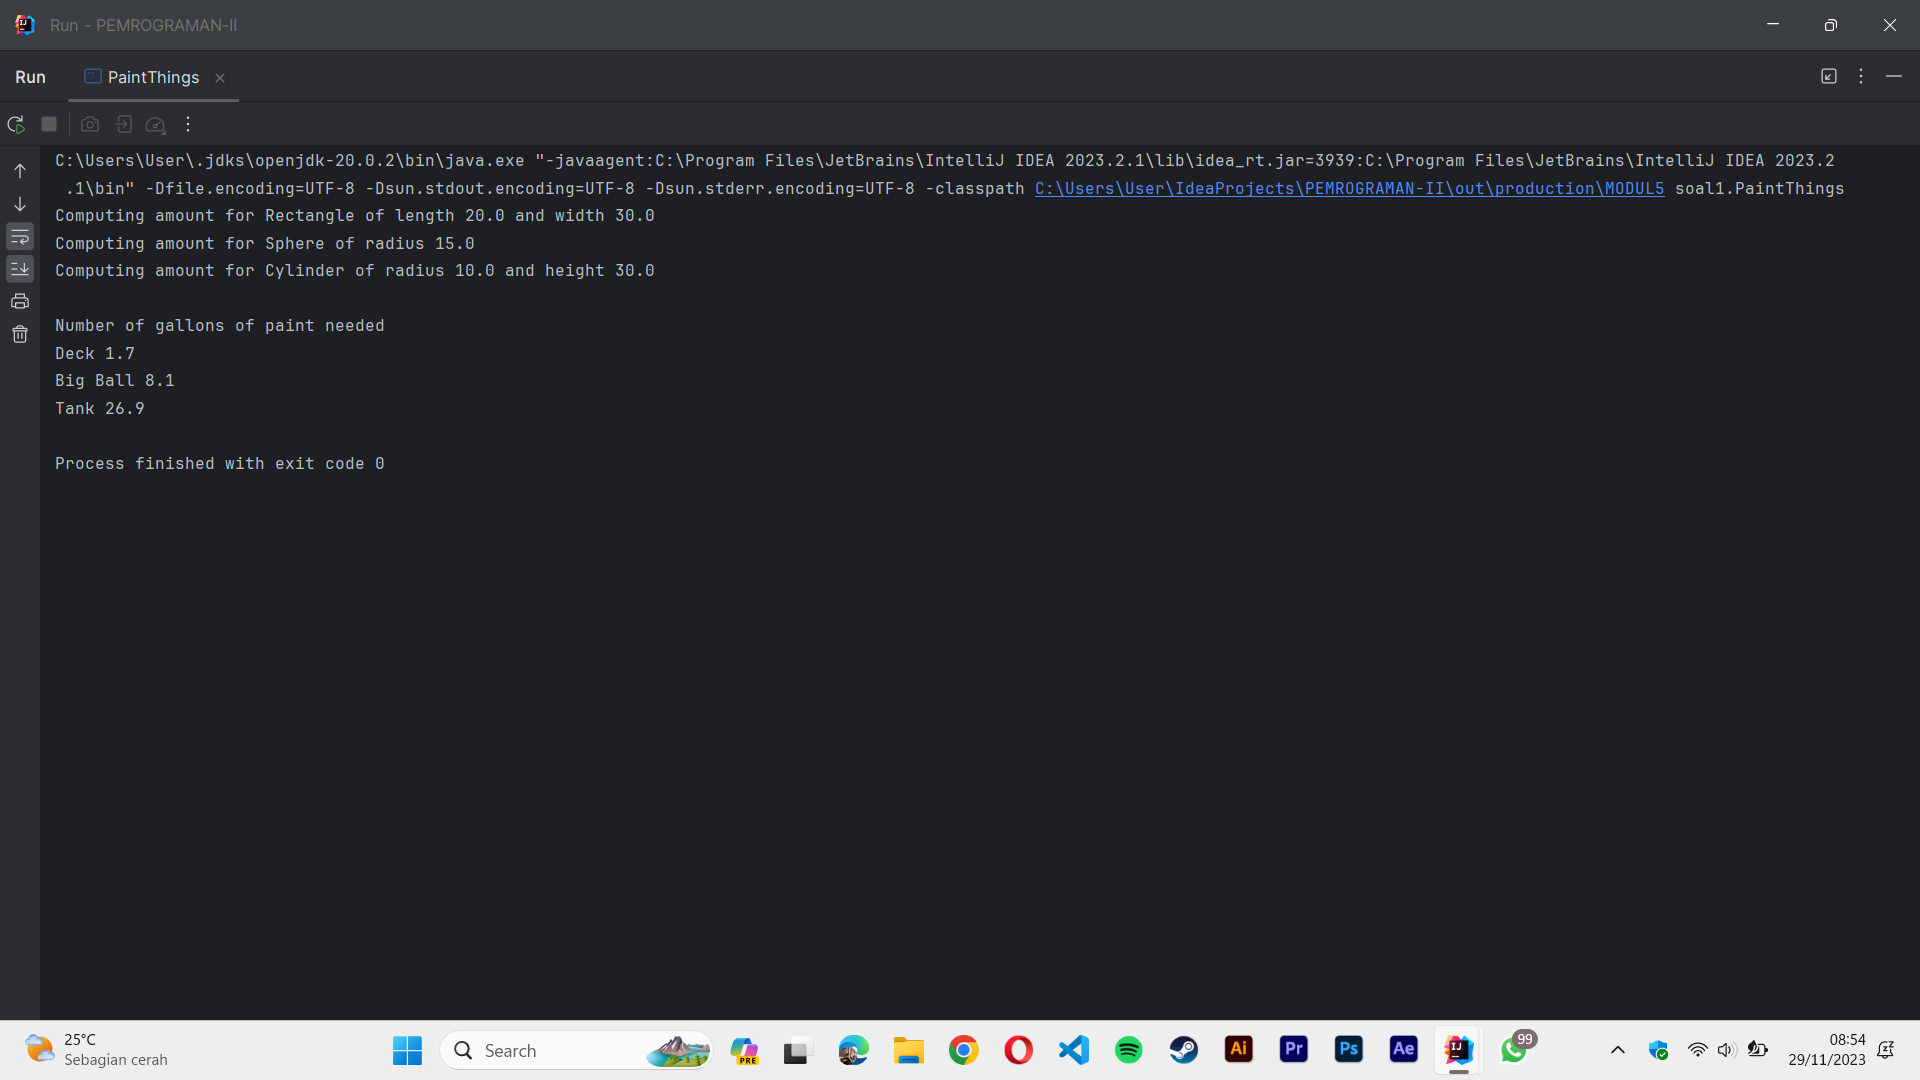 Run - PEMROGRAMAN-II
Run
PaintThings
C:\Users\User\.jdks\openjdk-20.0.2\bin\java.exe "-javaagent:C:\Program Files\JetBrains\IntelliJ IDEA 2023.2.1\lib\idea_rt.jar=3939:C:\Program Files\JetBrains\IntelliJ IDEA 2023.2
.1\bin" -Dfile.encoding=UTF-8 -Dsun.stdout.encoding=UTF-8 -Dsun.stderr.encoding=UTF-8 -classpath C:\Users\User\IdeaProjects\PEMROGRAMAN-II\out\production\MODUL5 soal1.PaintThings
Computing amount for Rectangle of length 20.0 and width 30.0
Computing amount for Sphere of radius 15.0
Computing amount for Cylinder of radius 10.0 and height 30.0
Number of gallons of paint needed
Deck 1.7
Big Ball 8.1
Tank 26.9
Process finished with exit code 0
25°C
Sebagian cerah
Search
PRE
Ai
Pr
Ps
Ae
IJ
99
08:54
29/11/2023